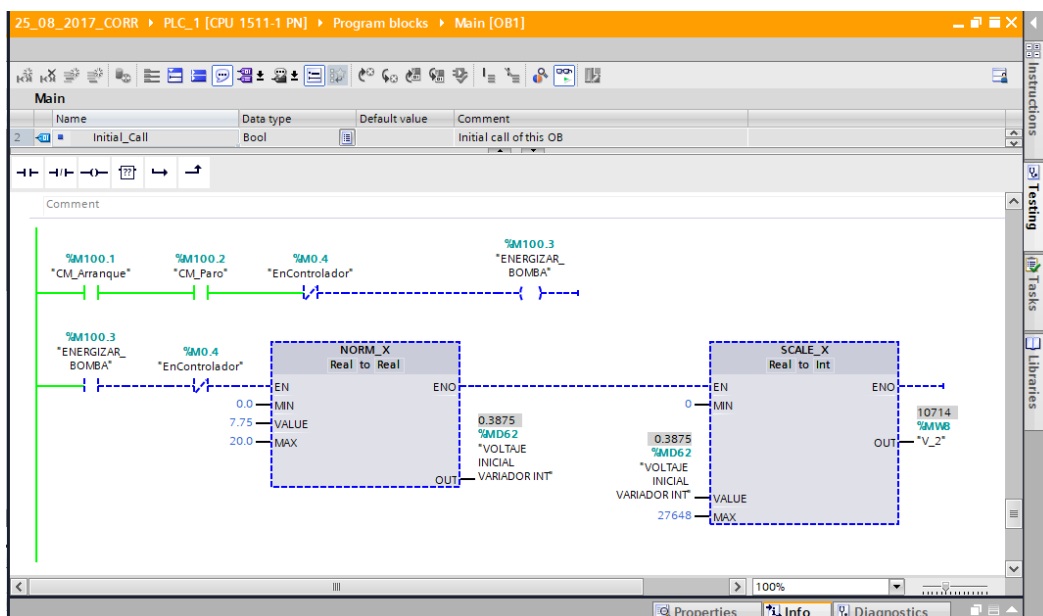 25_08_2017_CORR ▸ PLC_1 [CPU 1511-1 PN] ▸ Program blocks ▸ Main [OB1]
Main
Name Data type Default value Comment
2 Initial_Call Bool Initial call of this OB
??
Comment
%M100.1
"CM_Arranque"
%M100.2
"CM_Paro"
%M0.4
"EnControlador"
%M100.3
"ENERGIZAR_
BOMBA"
%M100.3
"ENERGIZAR_
BOMBA"
%M0.4
"EnControlador"
NORM_X
Real to Real
EN ENO
0.0 MIN
7.75 VALUE
20.0 MAX
OUT
0.3875
%MD62
"VOLTAJE
INICIAL
VARIADOR INT"
SCALE_X
Real to Int
EN ENO
0 MIN
0.3875
%MD62
"VOLTAJE
INICIAL
VARIADOR INT"
VALUE
27648 MAX
OUT
10714
%MW8
"V_2"
100%
Properties Info Diagnostics
Instructions
Testing
Tasks
Libraries